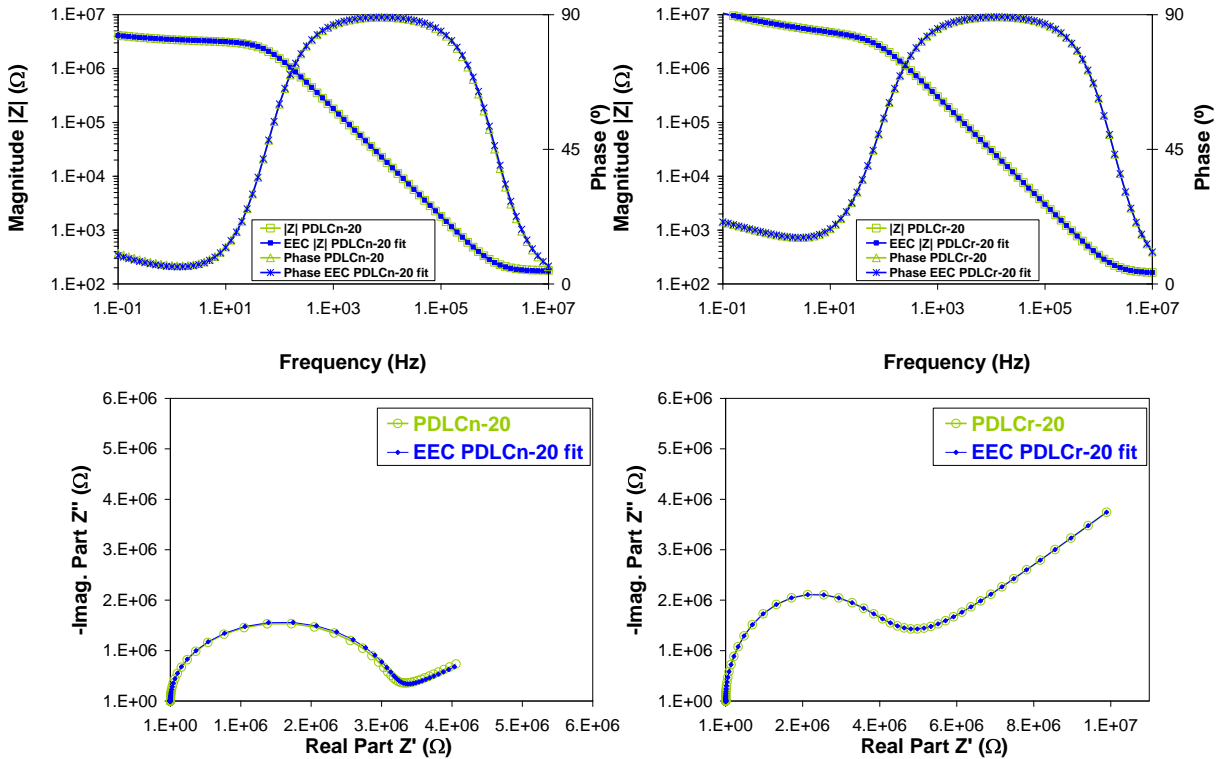 Magnitude |Z| (Ω)
1.E+07
1.E+06
1.E+05
1.E+04
1.E+03
1.E+02
1.E-01
1.E+01
1.E+03
1.E+05
1.E+07
Frequency (Hz)
90
45
0
Phase (º)
|Z| PDLCn-20
EEC |Z| PDLCn-20 fit
Phase PDLCn-20
Phase EEC PDLCn-20 fit
Magnitude |Z| (Ω)
1.E+07
1.E+06
1.E+05
1.E+04
1.E+03
1.E+02
1.E-01
1.E+01
1.E+03
1.E+05
1.E+07
Frequency (Hz)
90
45
0
Phase (º)
|Z| PDLCr-20
EEC |Z| PDLCr-20 fit
Phase PDLCr-20
Phase EEC PDLCr-20 fit
-Imag. Part Z'' (Ω)
6.E+06
5.E+06
4.E+06
3.E+06
2.E+06
1.E+06
1.E+00
1.E+00
1.E+06
2.E+06
3.E+06
4.E+06
5.E+06
6.E+06
Real Part Z' (Ω)
PDLCn-20
EEC PDLCn-20 fit
-Imag. Part Z'' (Ω)
6.E+06
5.E+06
4.E+06
3.E+06
2.E+06
1.E+06
1.E+00
1.E+00
2.E+06
4.E+06
6.E+06
8.E+06
1.E+07
Real Part Z' (Ω)
PDLCr-20
EEC PDLCr-20 fit